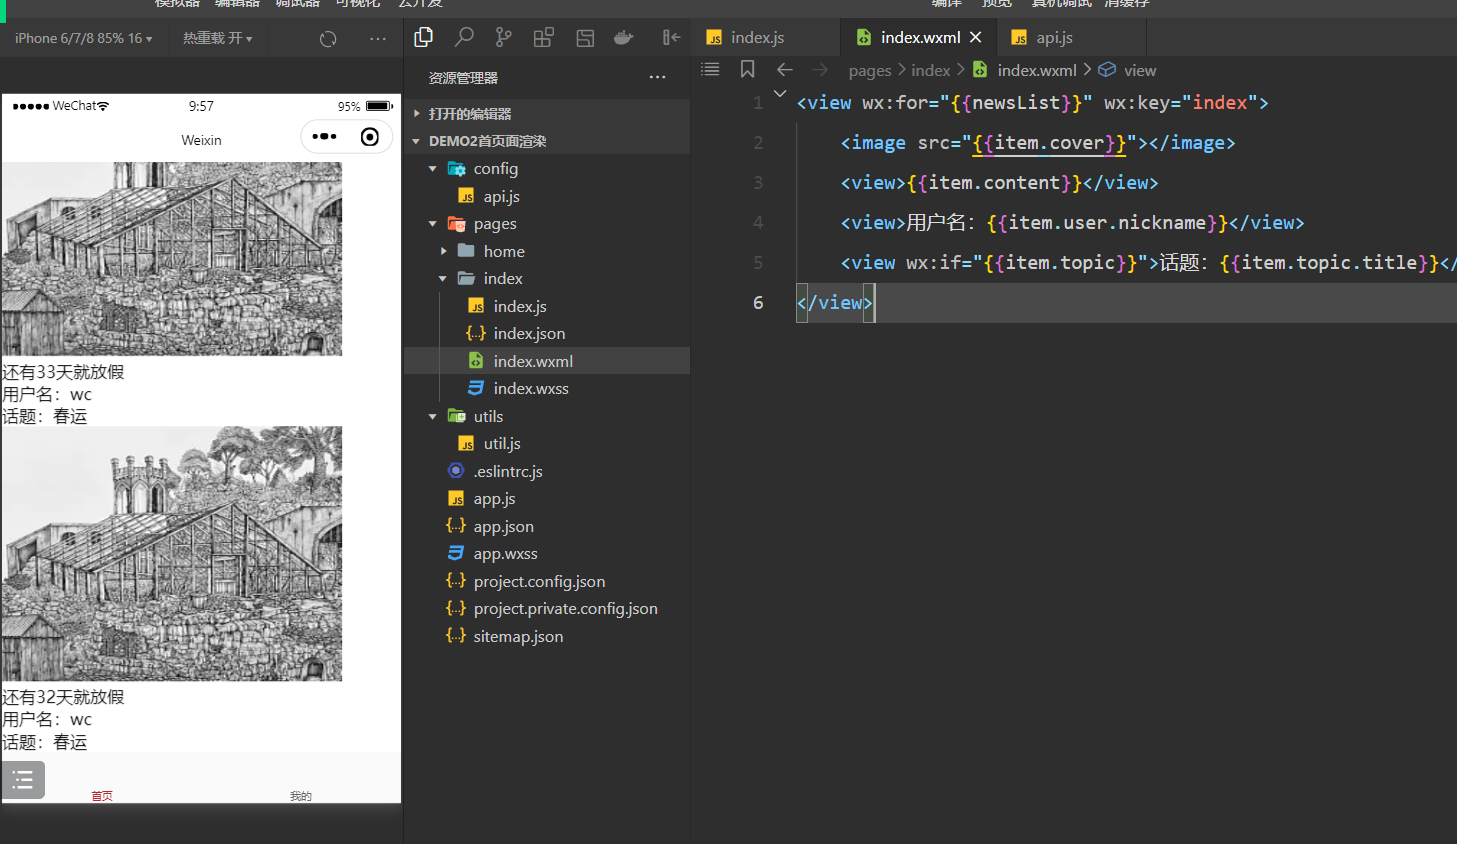 模拟器 编辑器 调试器 可视化 云开发
编译 预览 真机调试 清缓存
iPhone 6/7/8 85% 16
热重载 开
WeChat
9:57
95%
Weixin
还有33天就放假
用户名：wc
话题：春运
还有32天就放假
用户名：wc
话题：春运
首页
我的
资源管理器
打开的编辑器
DEMO2首页面渲染
config
JS api.js
pages
home
index
JS index.js
{..} index.json
index.wxml
index.wxss
utils
JS util.js
.eslintrc.js
JS app.js
{..} app.json
app.wxss
{..} project.config.json
{..} project.private.config.json
{..} sitemap.json
JS index.js
index.wxml
JS api.js
pages > index > index.wxml > view
1 <view wx:for="{{newsList}}" wx:key="index">
2 <image src="{{item.cover}}"></image>
3 <view>{{item.content}}</view>
4 <view>用户名：{{item.user.nickname}}</view>
5 <view wx:if="{{item.topic}}">话题：{{item.topic.title}}</
6 </view>